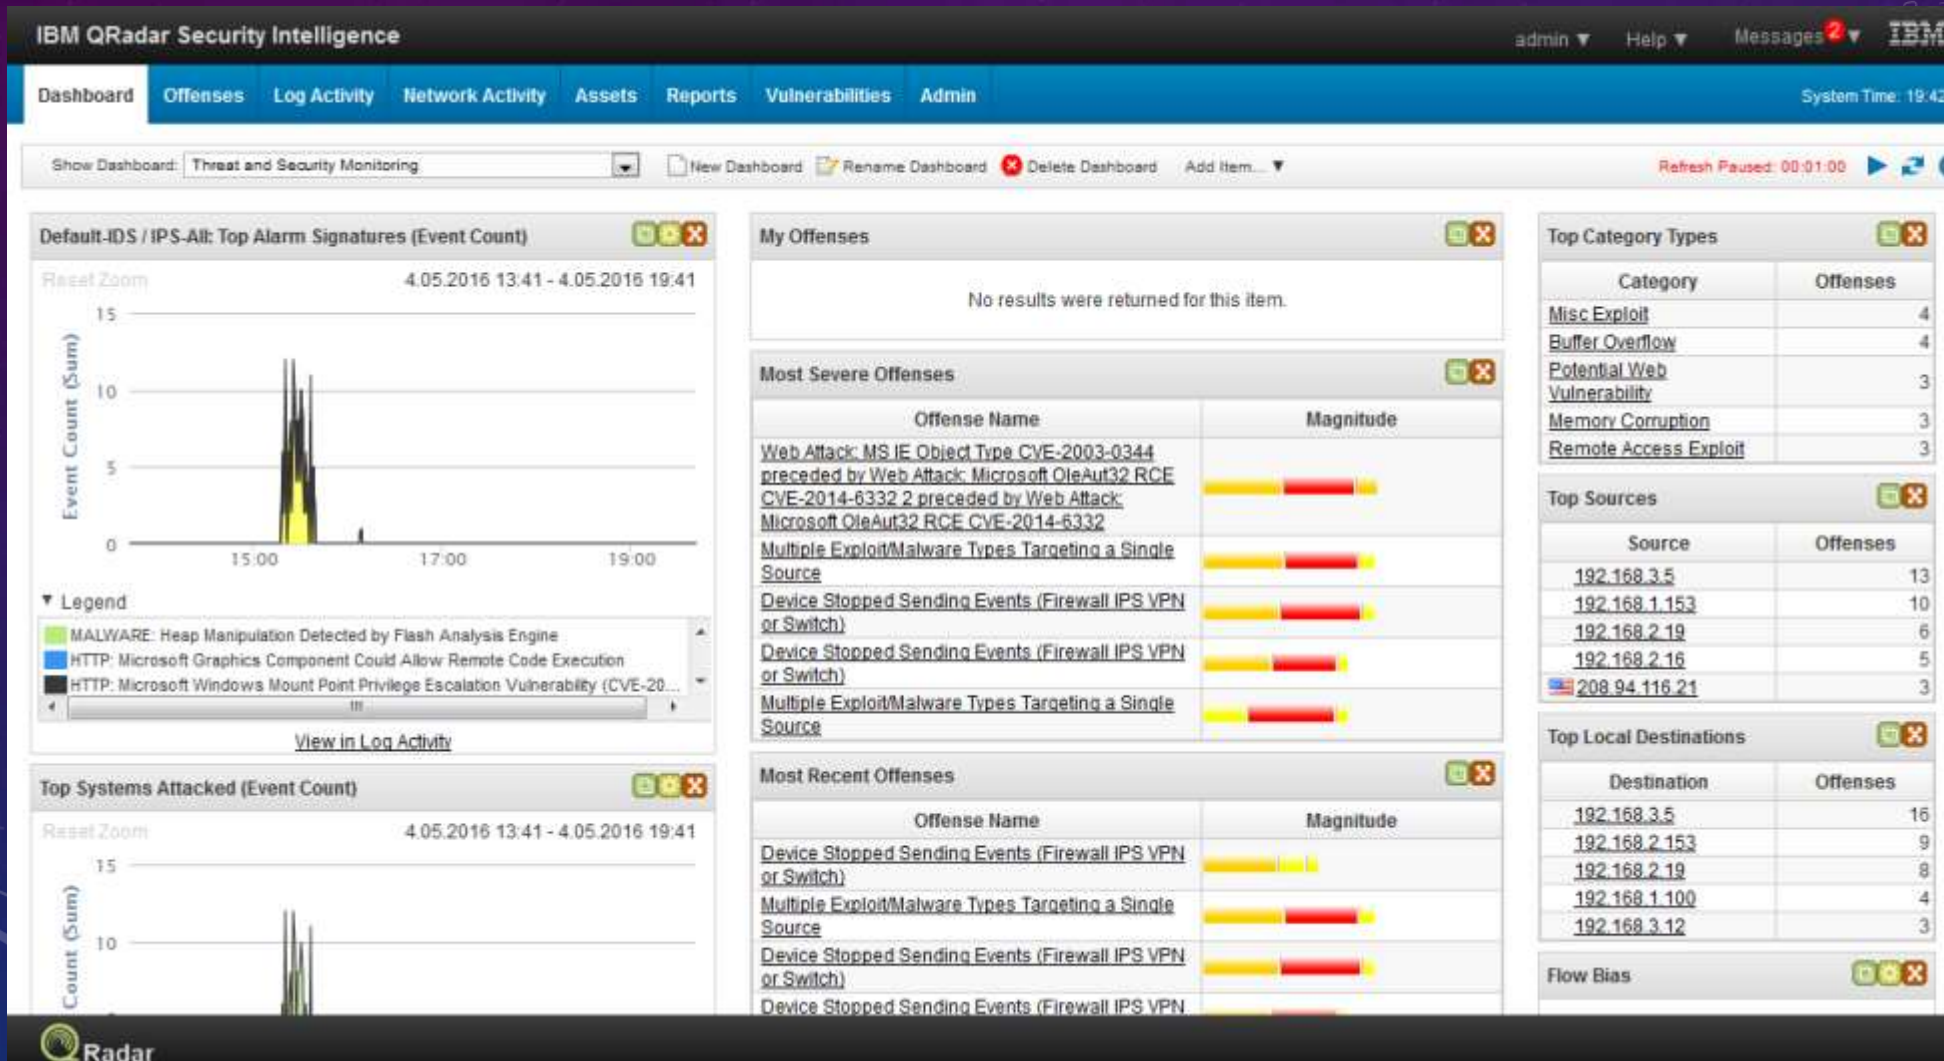 IBM QRadar Security Intelligence
admin ▼ Help ▼ Messages 2 ▼ IBM
Dashboard Offenses Log Activity Network Activity Assets Reports Vulnerabilities Admin
System Time: 19:42
Show Dashboard: Threat and Security Monitoring New Dashboard Rename Dashboard Delete Dashboard Add Item... ▼
Refresh Paused: 00:01:00
Default-IDS / IPS-All: Top Alarm Signatures (Event Count)
Reset Zoom 4.05.2016 13:41 - 4.05.2016 19:41
Event Count (Sum)
15
10
5
0
15:00 17:00 19:00
▼ Legend
MALWARE: Heap Manipulation Detected by Flash Analysis Engine
HTTP: Microsoft Graphics Component Could Allow Remote Code Execution
HTTP: Microsoft Windows Mount Point Privilege Escalation Vulnerability (CVE-20...
View in Log Activity
Top Systems Attacked (Event Count)
Reset Zoom 4.05.2016 13:41 - 4.05.2016 19:41
Count (Sum)
15
10
My Offenses
No results were returned for this item.
Most Severe Offenses
Offense Name Magnitude
Web Attack: MS IE Object Type CVE-2003-0344
preceded by Web Attack: Microsoft OleAut32 RCE
CVE-2014-6332 2 preceded by Web Attack:
Microsoft OleAut32 RCE CVE-2014-6332
Multiple Exploit/Malware Types Targeting a Single
Source
Device Stopped Sending Events (Firewall IPS VPN
or Switch)
Device Stopped Sending Events (Firewall IPS VPN
or Switch)
Multiple Exploit/Malware Types Targeting a Single
Source
Most Recent Offenses
Offense Name Magnitude
Device Stopped Sending Events (Firewall IPS VPN
or Switch)
Multiple Exploit/Malware Types Targeting a Single
Source
Device Stopped Sending Events (Firewall IPS VPN
or Switch)
Device Stopped Sending Events (Firewall IPS VPN
Top Category Types
Category Offenses
Misc Exploit 4
Buffer Overflow 4
Potential Web
Vulnerability 3
Memory Corruption 3
Remote Access Exploit 3
Top Sources
Source Offenses
192.168.3.5 13
192.168.1.153 10
192.168.2.19 6
192.168.2.16 5
208.94.116.21 3
Top Local Destinations
Destination Offenses
192.168.3.5 16
192.168.2.153 9
192.168.2.19 8
192.168.1.100 4
192.168.3.12 3
Flow Bias
QRadar